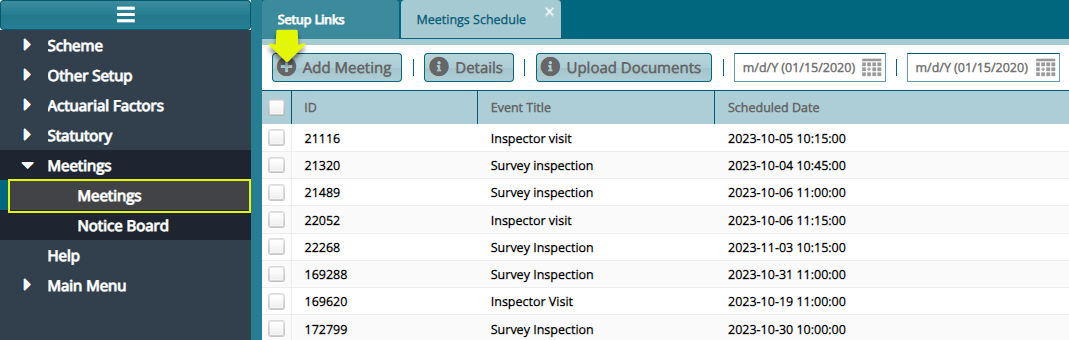 Setup Links
Meetings Schedule
Scheme
Other Setup
Actuarial Factors
Statutory
Meetings
Meetings
Notice Board
Help
Main Menu
Add Meeting
Details
Upload Documents
m/d/Y (01/15/2020)
m/d/Y (01/15/2020)
ID Event Title Scheduled Date
21116 Inspector visit 2023-10-05 10:15:00
21320 Survey inspection 2023-10-04 10:45:00
21489 Survey inspection 2023-10-06 11:00:00
22052 Inspector visit 2023-10-06 11:15:00
22268 Survey Inspection 2023-11-03 10:15:00
169288 Survey Inspection 2023-10-31 11:00:00
169620 Inspector Visit 2023-10-19 11:00:00
172799 Survey Inspection 2023-10-30 10:00:00